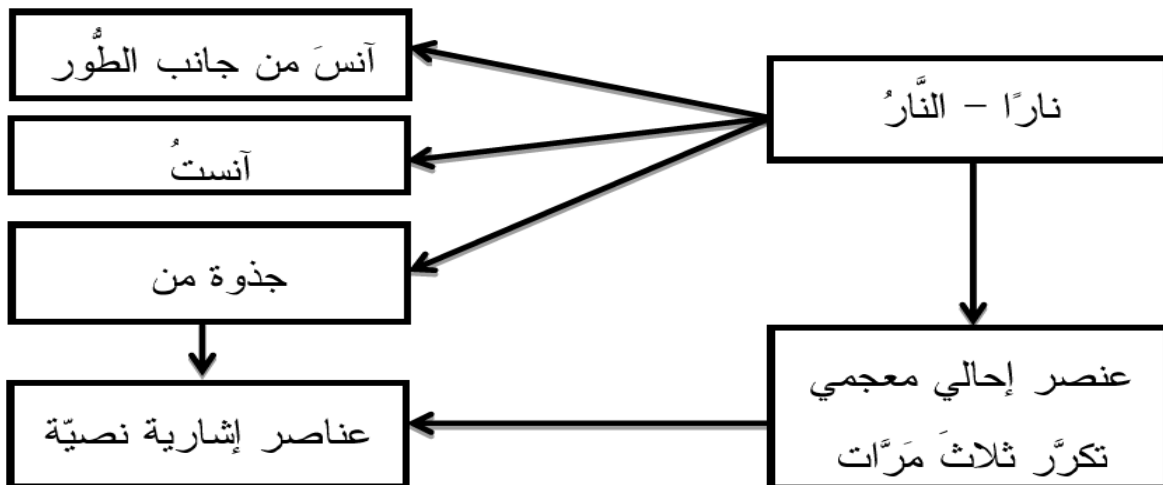 نارًا – النَّارُ
آنسَ من جانب الطُّور
آنستُ
جذوة من
عنصر إحالي معجمي
تكرَّر ثلاثَ مَرَّات
عناصر إشارية نصيّة